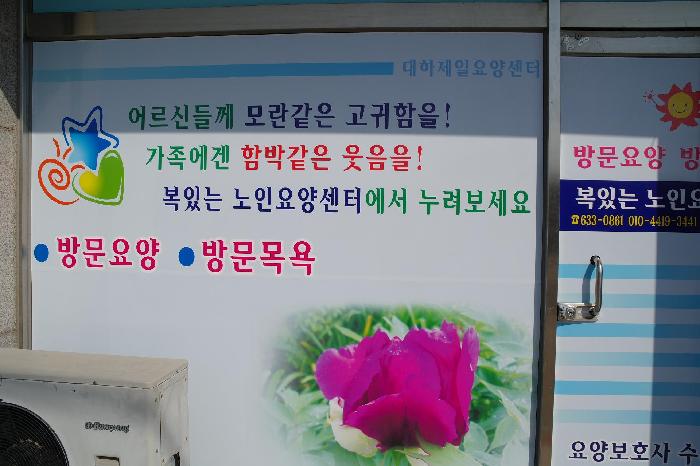 대하제일요양센터
어르신들께 모란같은 고귀함을!
가족에겐 함박같은 웃음을!
복있는 노인요양센터에서 누려보세요
방문요양 방문목욕
방문요양 방
복있는 노인요
☎633-0861 010-4419-3441
요양보호사 수